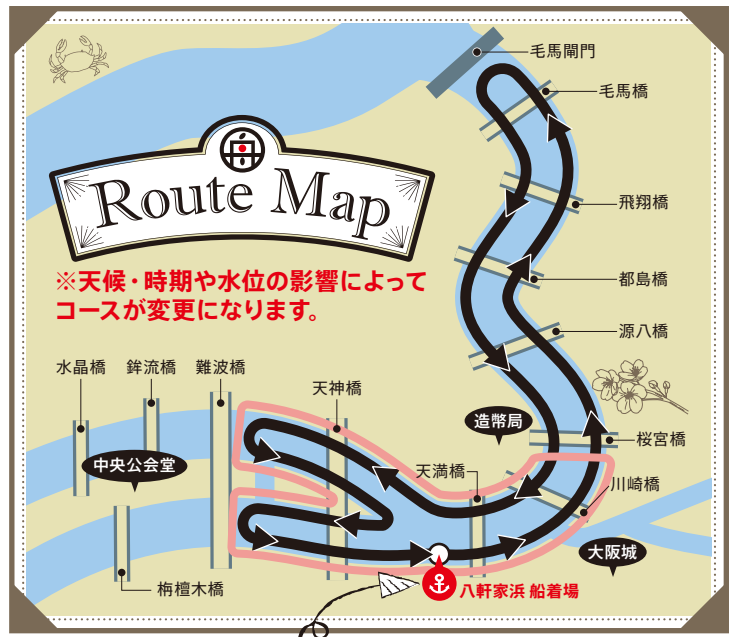 毛馬閘門
毛馬橋
Route Map
飛翔橋
※天候・時期や水位の影響によって
コースが変更になります。
都島橋
源八橋
水晶橋
鉾流橋
難波橋
天神橋
造幣局
桜宮橋
中央公会堂
天満橋
川崎橋
大阪城
栴檀木橋
八軒家浜 船着場